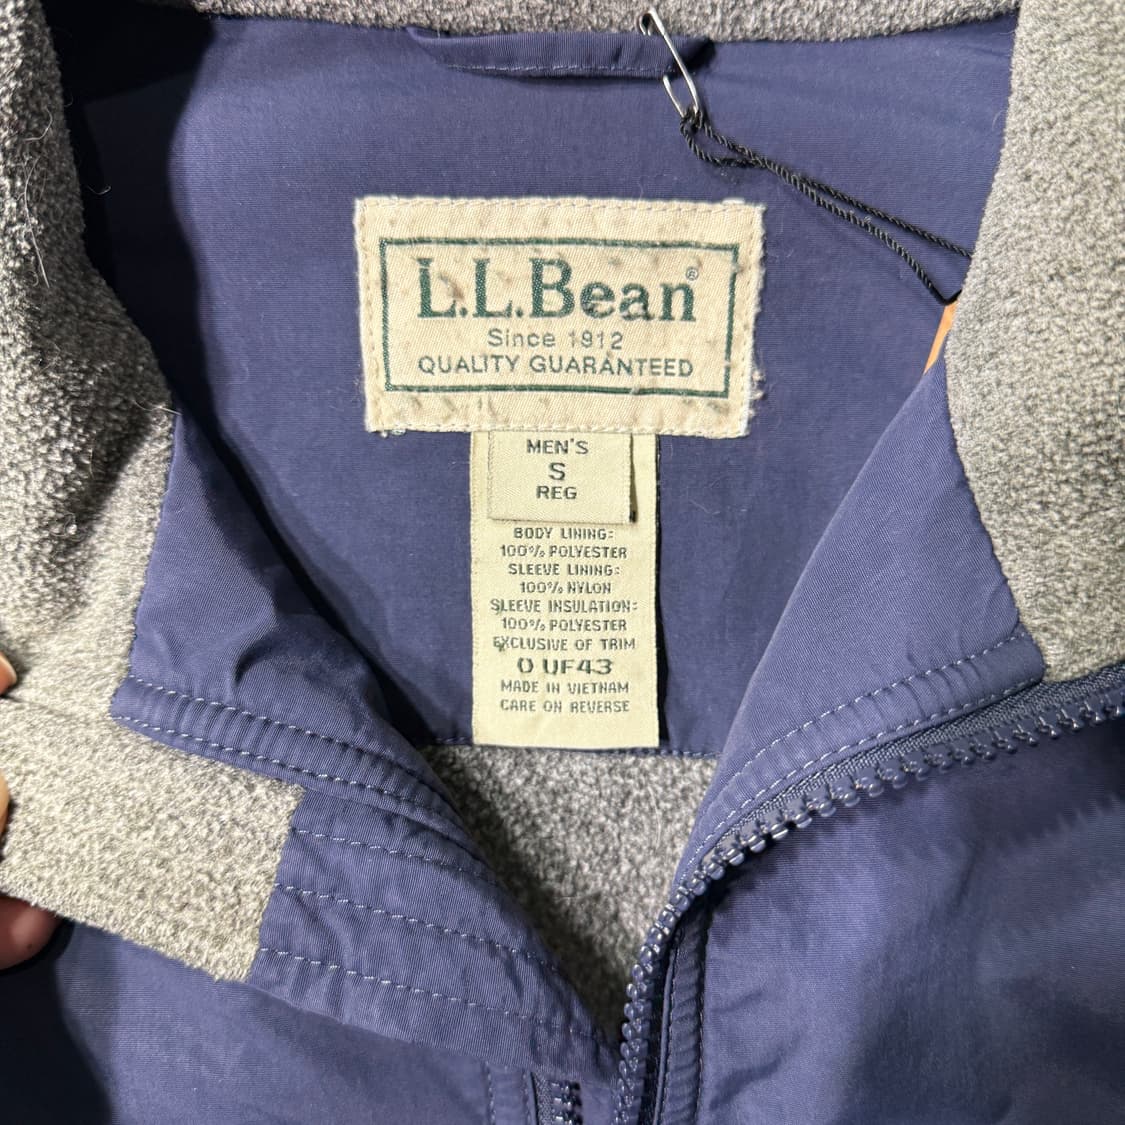 L.L.Bean®
Since 1912
QUALITY GUARANTEED
MEN'S
S
REG
BODY LINING:
100% POLYESTER
SLEEVE LINING:
100% NYLON
SLEEVE INSULATION:
100% POLYESTER
EXCLUSIVE OF TRIM
0 UF43
MADE IN VIETNAM
CARE ON REVERSE